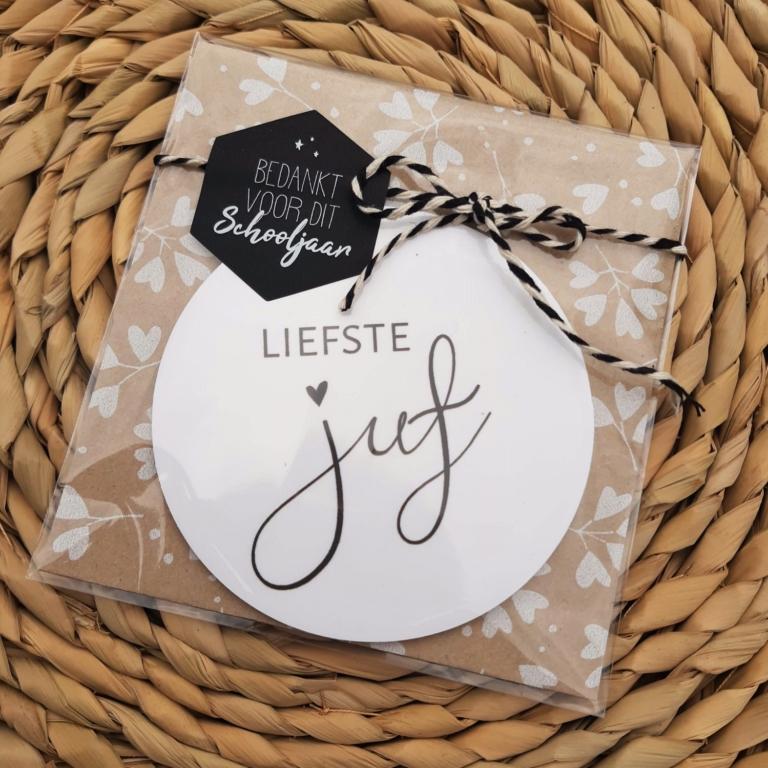 BEDANKT
VOOR DIT
Schooljaar
LIEFSTE
juf